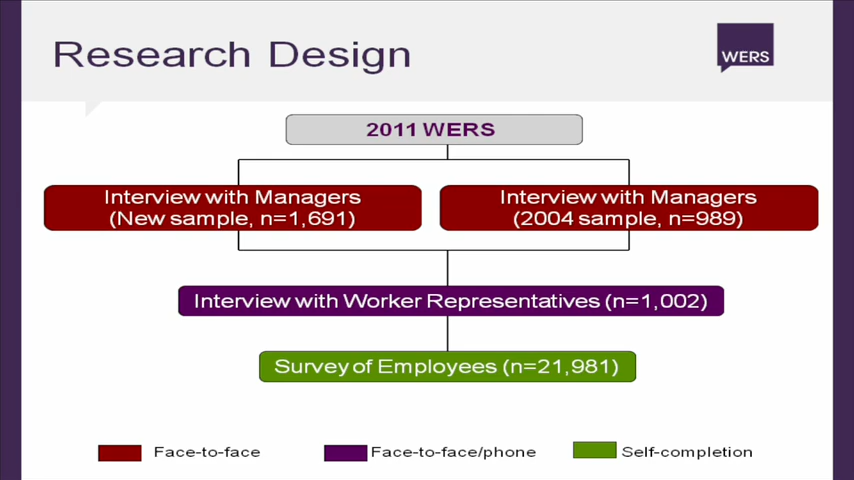 Research Design
WERS
2011 WERS
Interview with Managers
(New sample, n=1,691)
Interview with Managers
(2004 sample, n=989)
Interview with Worker Representatives (n=1,002)
Survey of Employees (n=21,981)
Face-to-face
Face-to-face/phone
Self-completion